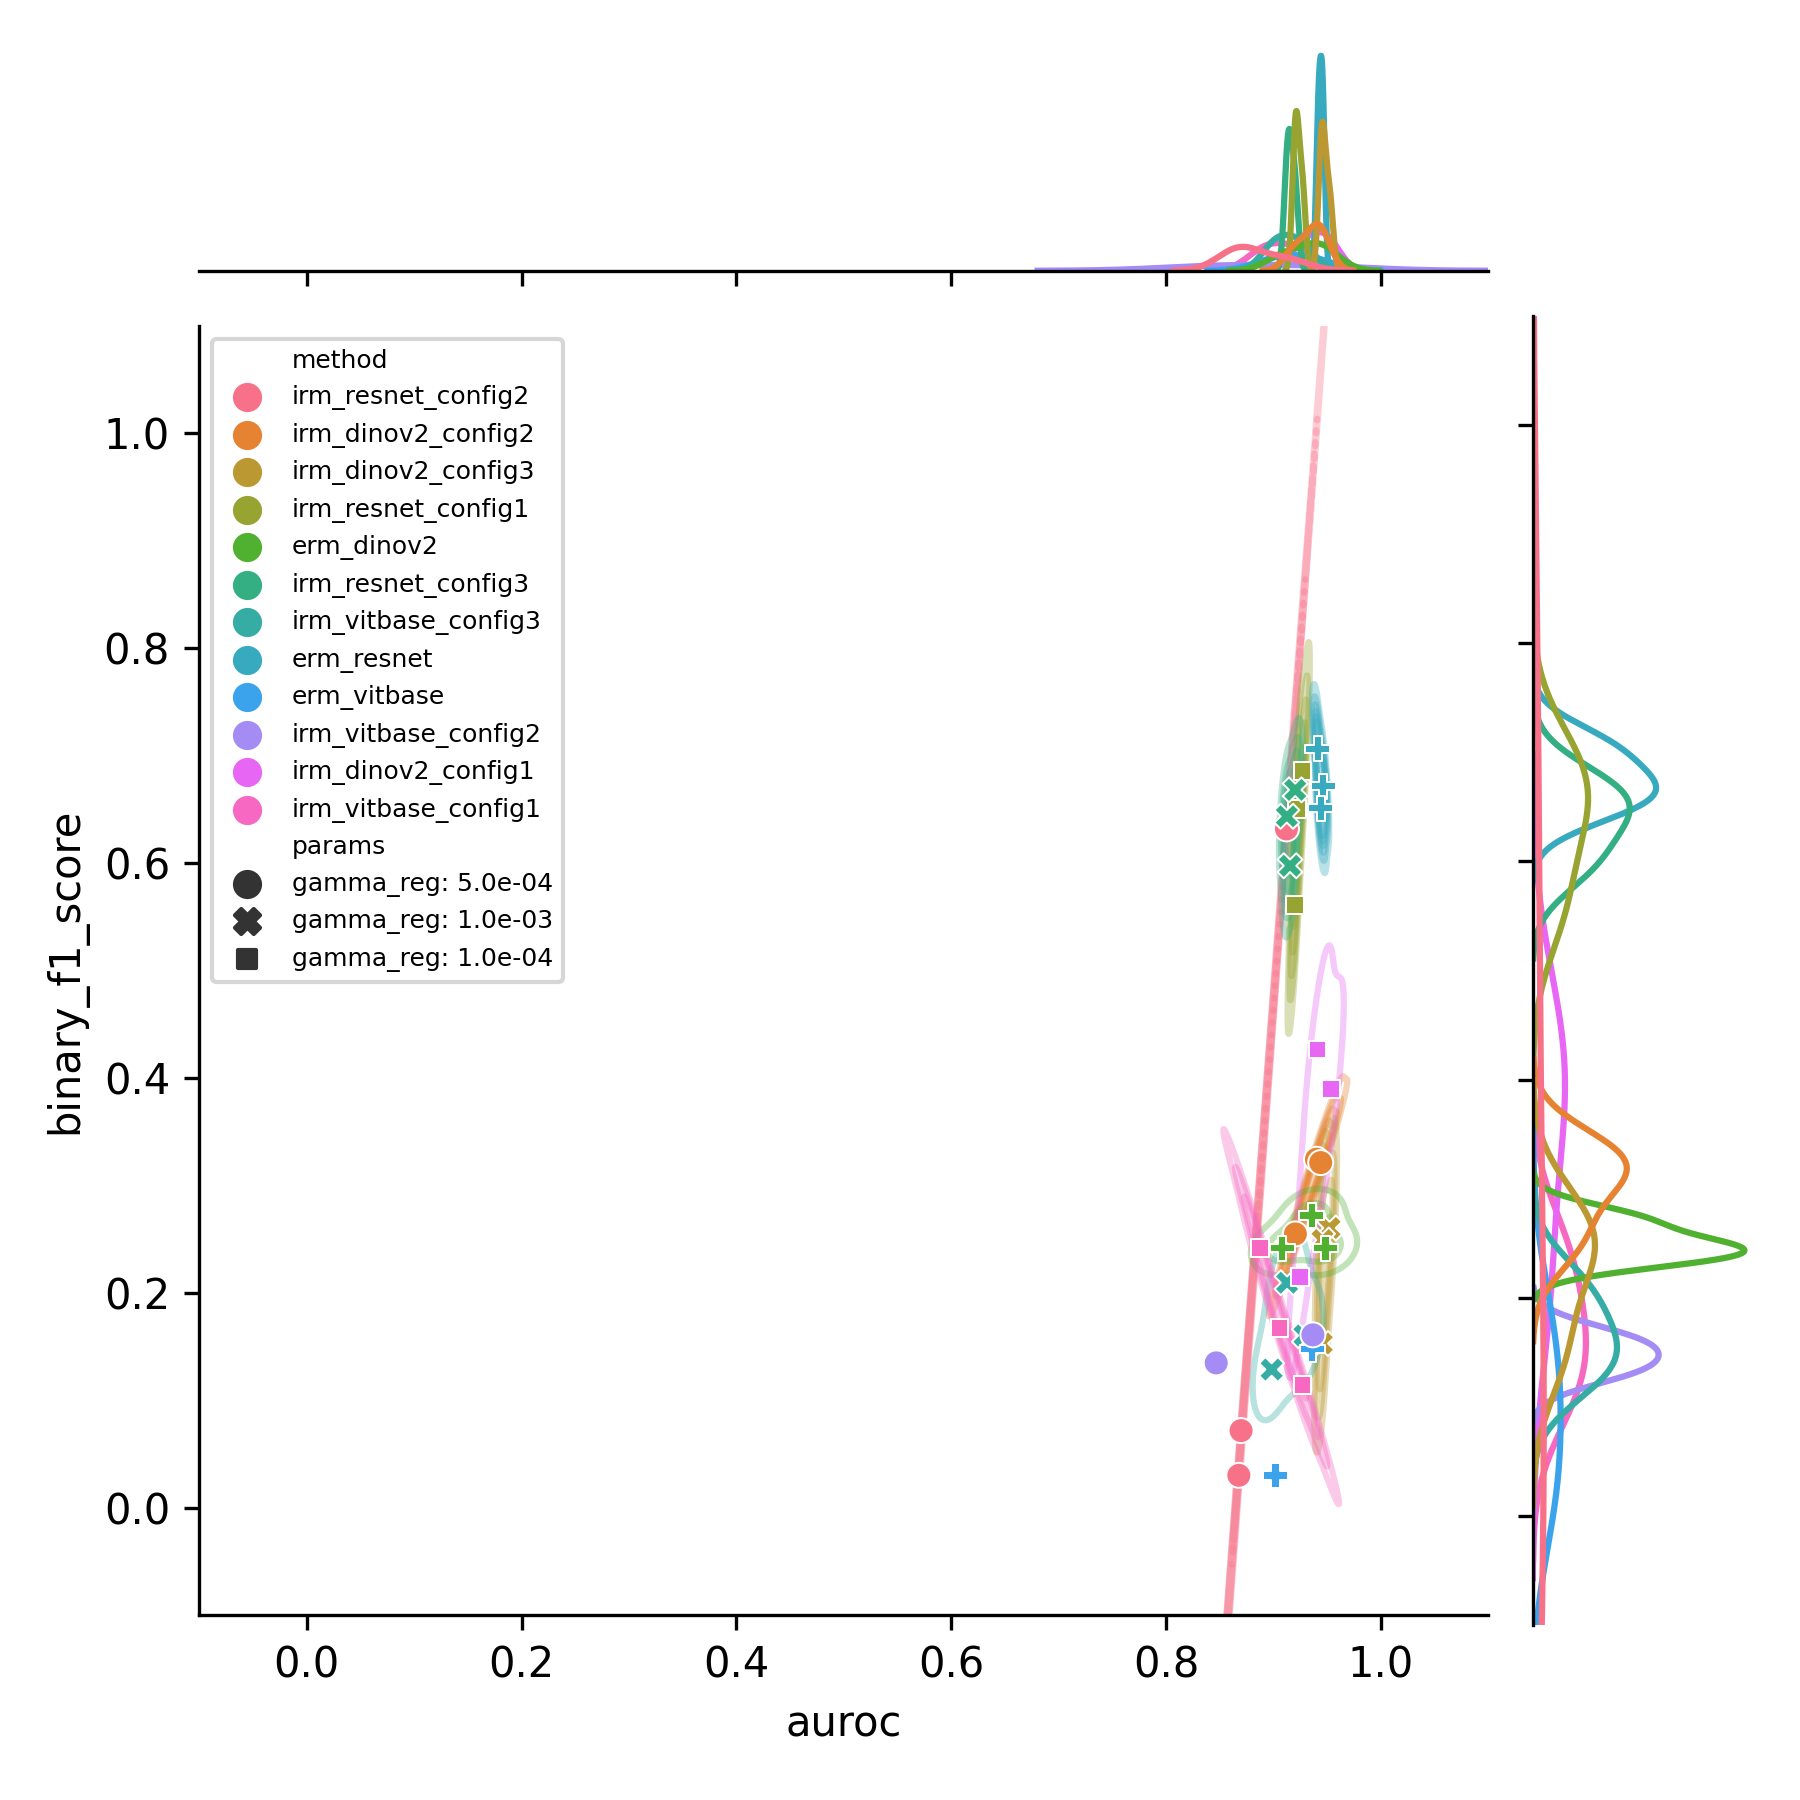 method
irm_resnet_config2
irm_dinov2_config2
irm_dinov2_config3
irm_resnet_config1
erm_dinov2
irm_resnet_config3
irm_vitbase_config3
erm_resnet
erm_vitbase
irm_vitbase_config2
irm_dinov2_config1
irm_vitbase_config1
params
gamma_reg: 5.0e-04
gamma_reg: 1.0e-03
gamma_reg: 1.0e-04
1.0
0.8
0.6
0.4
0.2
0.0
binary_f1_score
0.0 0.2 0.4 0.6 0.8 1.0
auroc